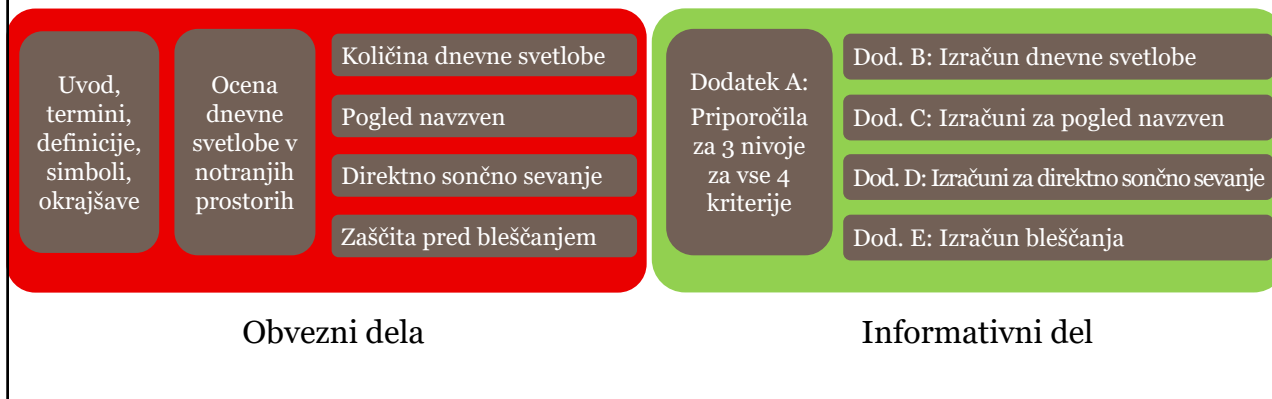 Uvod,
termini,
definicije,
simboli,
okrajšave
Ocena
dnevne
svetlobe v
notranjih
prostorih
Količina dnevne svetlobe
Pogled navzven
Direktno sončno sevanje
Zaščita pred bleščanjem
Dodatek A:
Priporočila
za 3 nivoje
za vse 4
kriterije
Dod. B: Izračun dnevne svetlobe
Dod. C: Izračuni za pogled navzven
Dod. D: Izračuni za direktno sončno sevanje
Dod. E: Izračun bleščanja
Obvezni dela
Informativni del